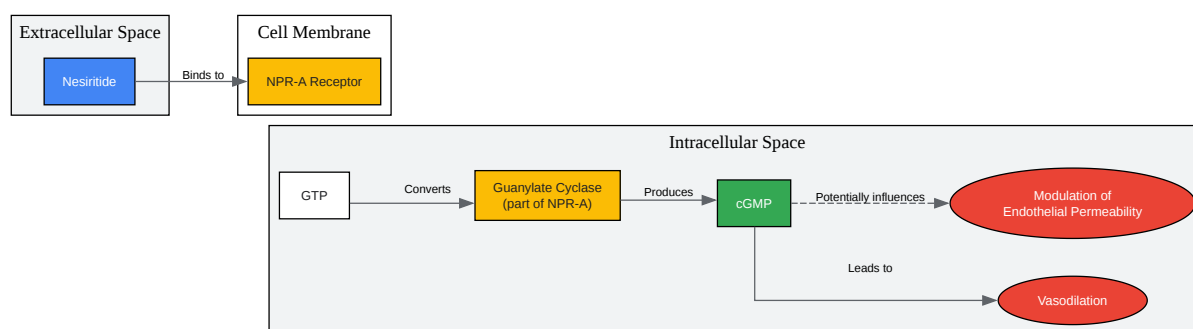 Extracellular Space
Cell Membrane
Nesiritide
Binds to
NPR-A Receptor
Intracellular Space
GTP
Converts
Guanylate Cyclase
(part of NPR-A)
Produces
cGMP
Potentially influences
Modulation of
Endothelial Permeability
Leads to
Vasodilation